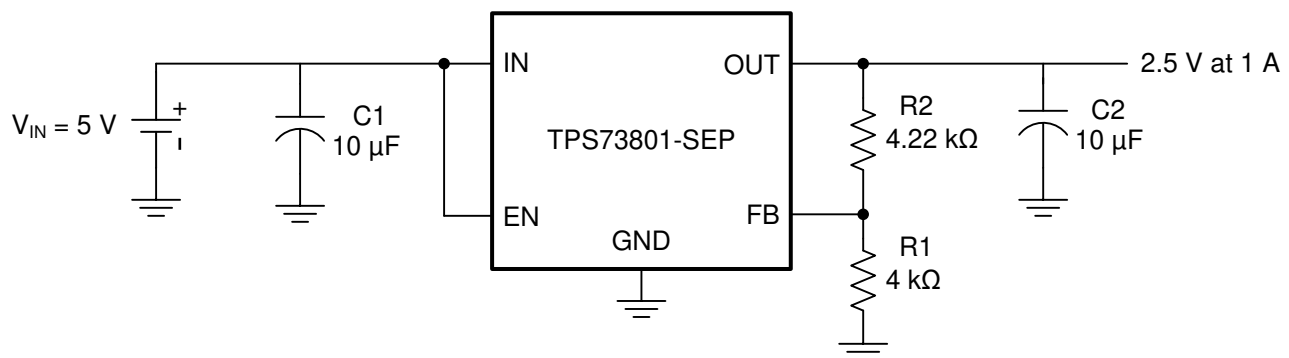 IN
OUT
2.5 V at 1 A
V_IN = 5 V
+
-
C1
10 µF
TPS73801-SEP
R2
4.22 kΩ
C2
10 µF
EN
FB
GND
R1
4 kΩ